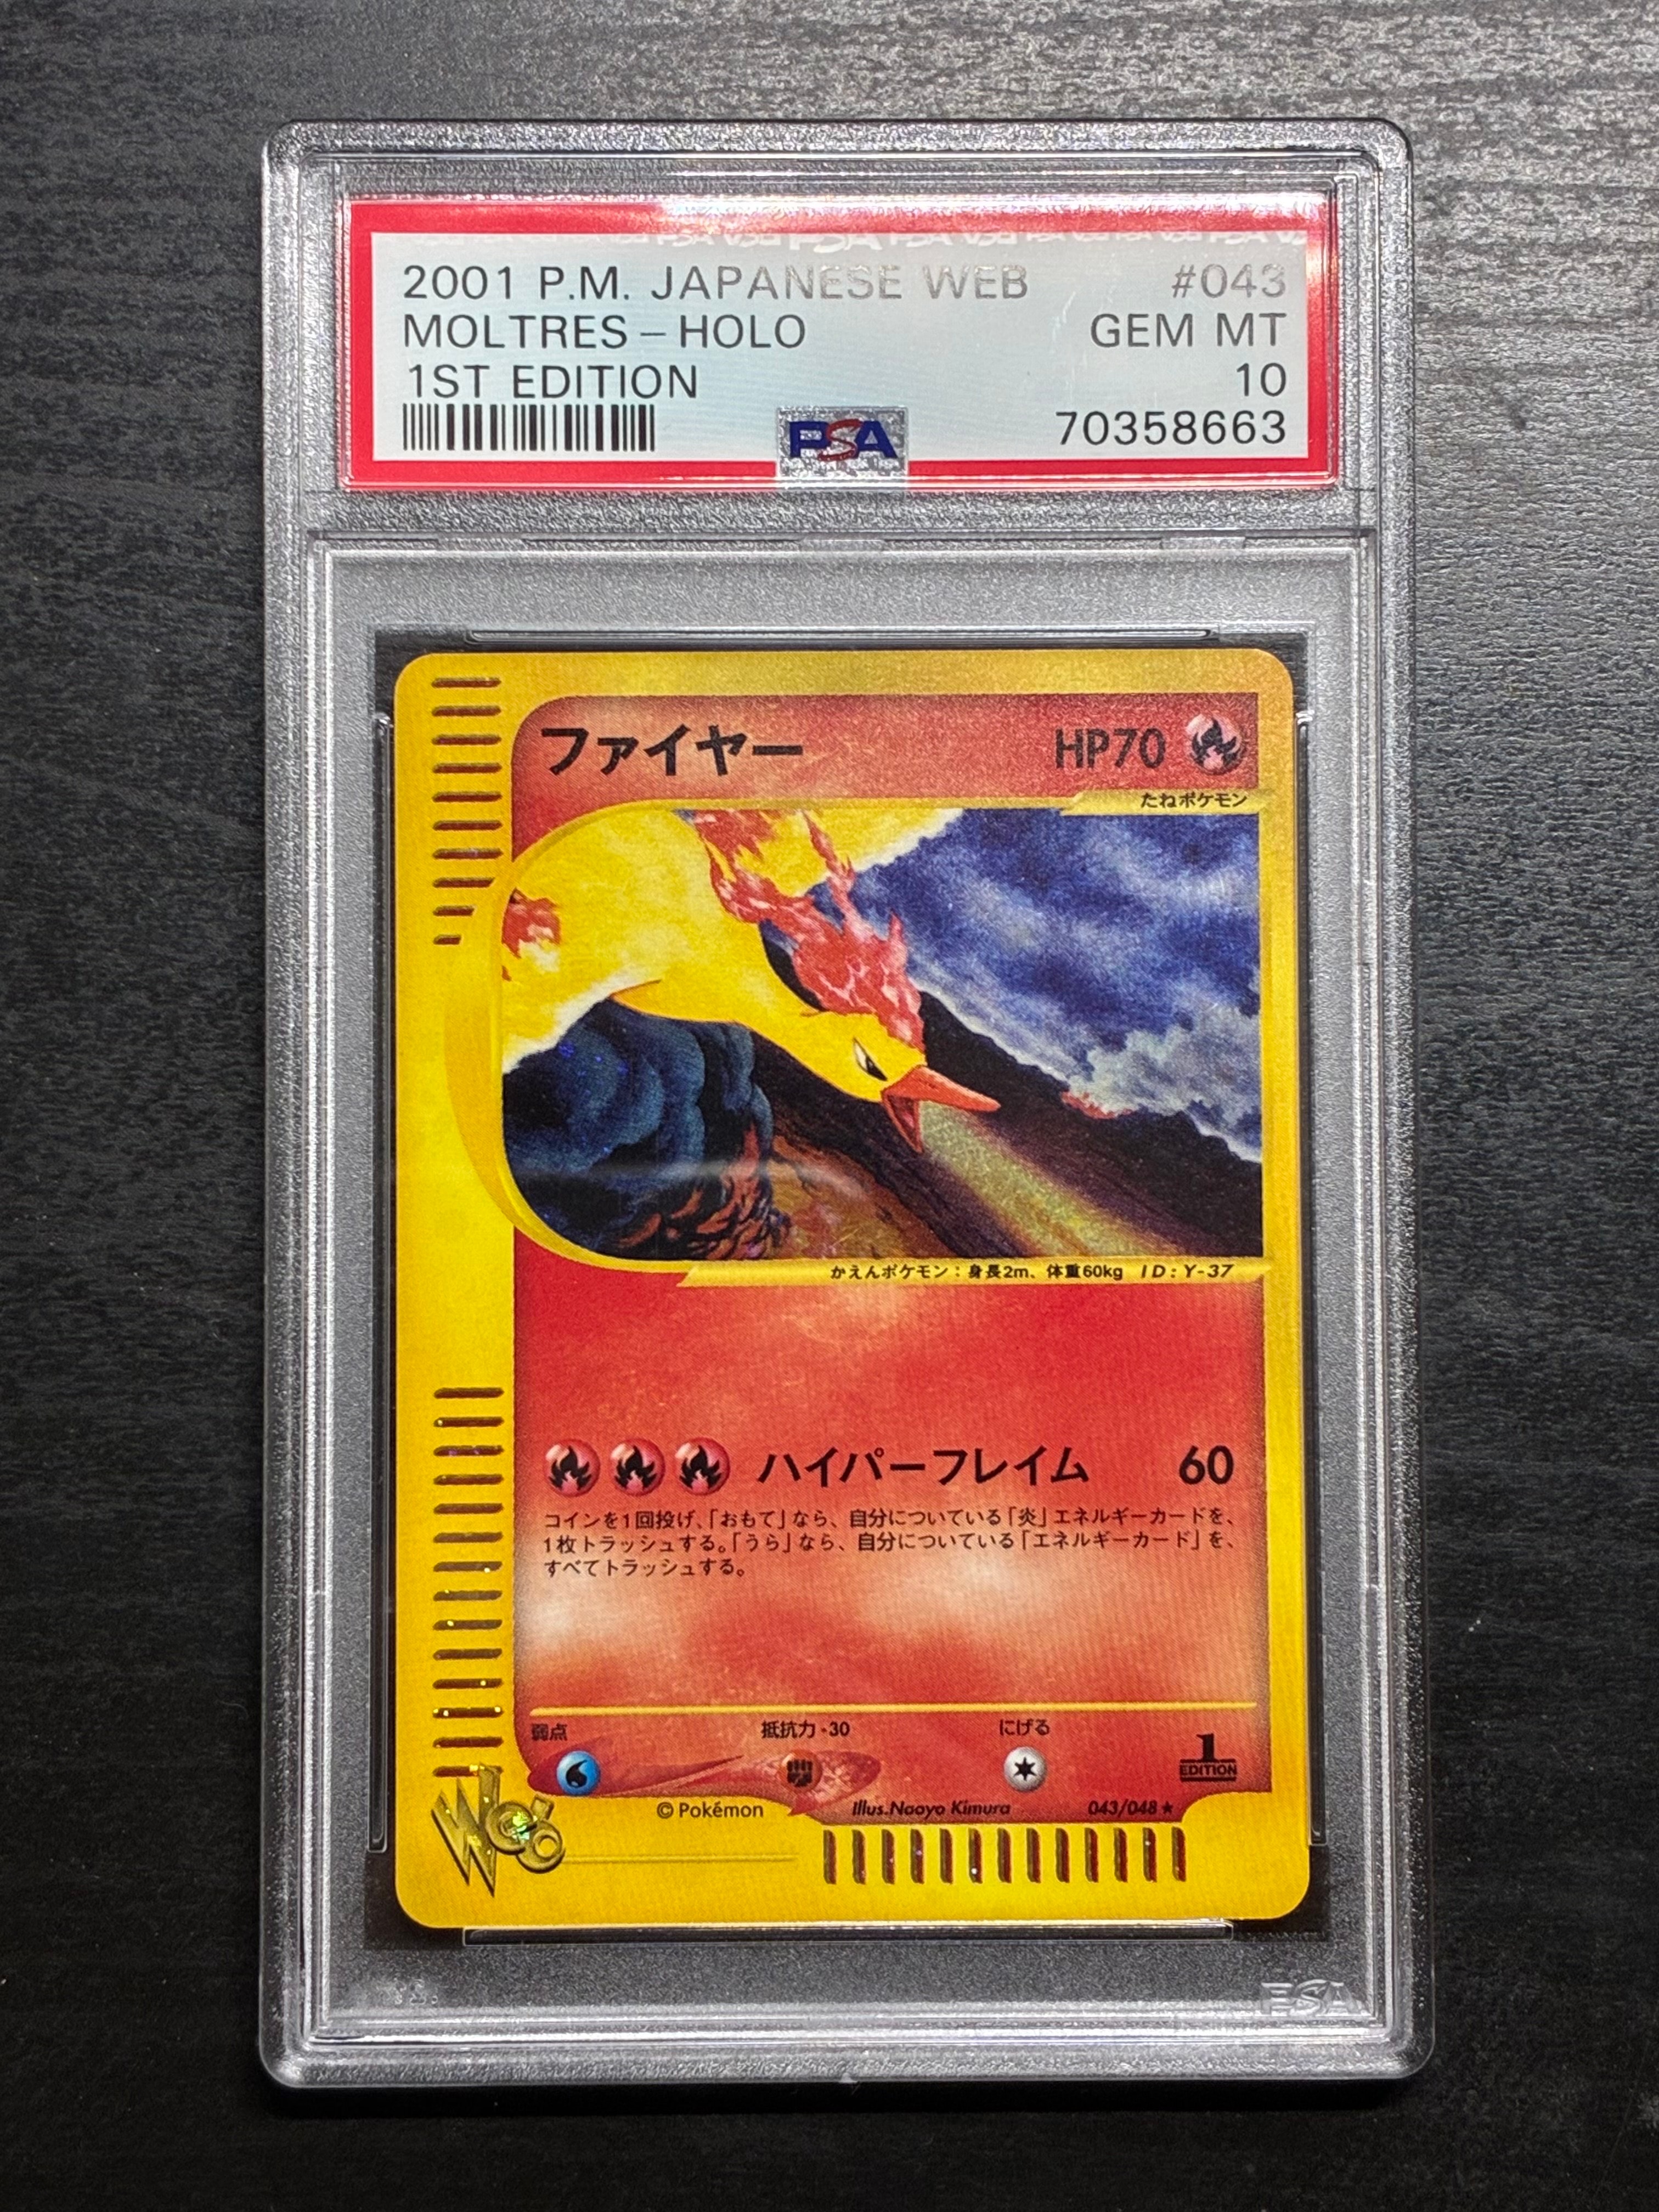 2001 P.M. JAPANESE WEB #043
MOLTRES - HOLO GEM MT
1ST EDITION 10
PSA 70358663
ファイヤー HP70
たねポケモン
かえんポケモン：身長2m、体重60kg ID：Y-37
ハイパーフレイム 60
コインを1回投げ、「おもて」なら、自分についている「炎」エネルギーカードを、
1枚トラッシュする。「うら」なら、自分についている「エネルギーカード」を、
すべてトラッシュする。
弱点 抵抗力 -30 にげる
1
EDITION
© Pokémon Illus.Naoyo Kimura 043/048 ★
Web
PSA